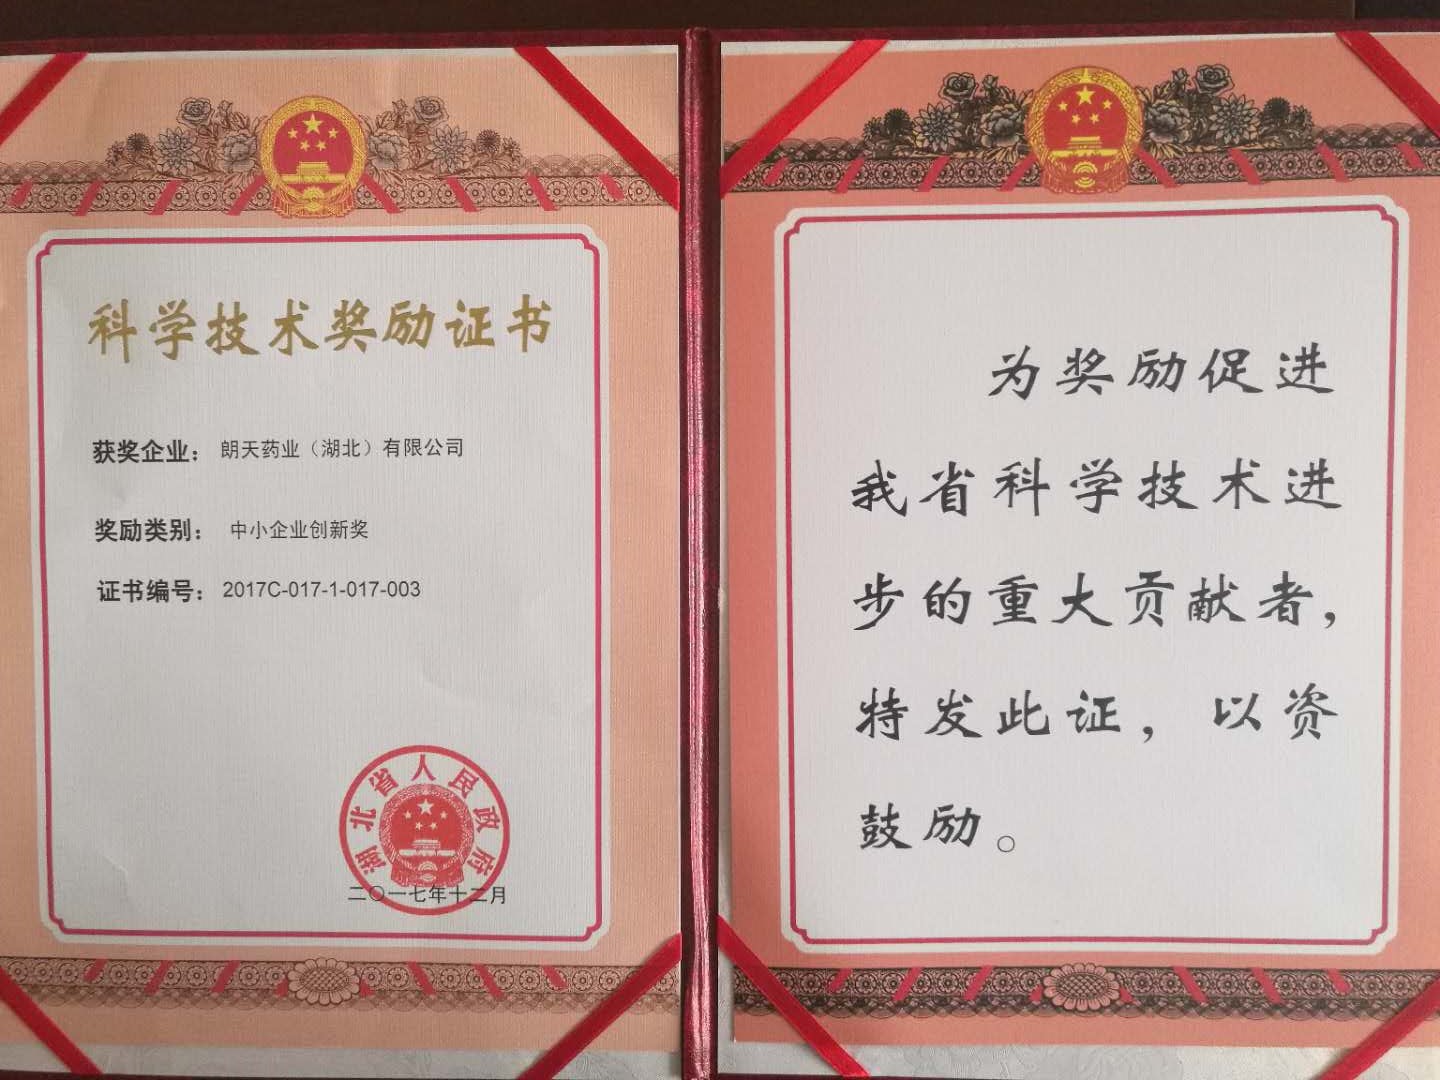 科学技术奖励证书
获奖企业：朗天药业（湖北）有限公司
奖励类别：中小企业创新奖
证书编号：2017C-017-1-017-003
湖北省人民政府
二〇一七年十二月
为奖励促进
我省科学技术进
步的重大贡献者，
特发此证，以资
鼓励。